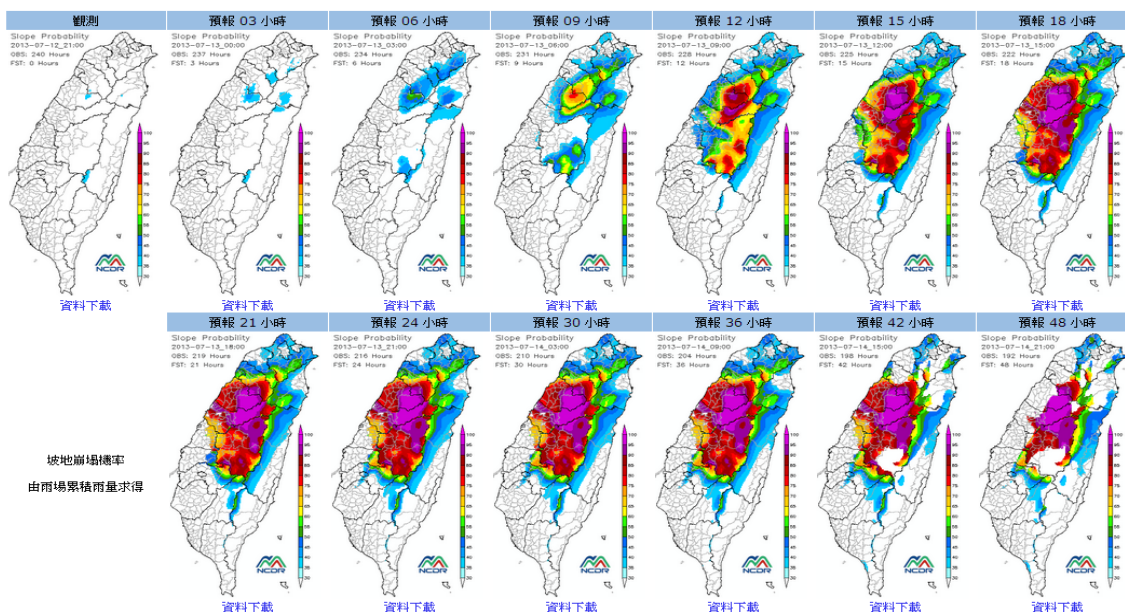 観測
預報 03 小時
預報 06 小時
預報 09 小時
預報 12 小時
預報 15 小時
預報 18 小時
Slope Probability
2013-07-12_21:00
OBS: 240 Hours
FST: 0 Hours
Slope Probability
2013-07-13_00:00
OBS: 237 Hours
FST: 3 Hours
Slope Probability
2013-07-13_03:00
OBS: 234 Hours
FST: 6 Hours
Slope Probability
2013-07-13_06:00
OBS: 231 Hours
FST: 9 Hours
Slope Probability
2013-07-13_09:00
OBS: 228 Hours
FST: 12 Hours
Slope Probability
2013-07-13_12:00
OBS: 225 Hours
FST: 15 Hours
Slope Probability
2013-07-13_15:00
OBS: 222 Hours
FST: 18 Hours
NCDR
NCDR
NCDR
NCDR
NCDR
NCDR
NCDR
資料下載
資料下載
資料下載
資料下載
資料下載
資料下載
資料下載
預報 21 小時
預報 24 小時
預報 30 小時
預報 36 小時
預報 42 小時
預報 48 小時
Slope Probability
2013-07-13_18:00
OBS: 219 Hours
FST: 21 Hours
Slope Probability
2013-07-13_21:00
OBS: 216 Hours
FST: 24 Hours
Slope Probability
2013-07-14_03:00
OBS: 210 Hours
FST: 30 Hours
Slope Probability
2013-07-14_09:00
OBS: 204 Hours
FST: 36 Hours
Slope Probability
2013-07-14_15:00
OBS: 198 Hours
FST: 42 Hours
Slope Probability
2013-07-14_21:00
OBS: 192 Hours
FST: 48 Hours
坡地崩塌機率
由雨場累積雨量求得
NCDR
NCDR
NCDR
NCDR
NCDR
NCDR
資料下載
資料下載
資料下載
資料下載
資料下載
資料下載